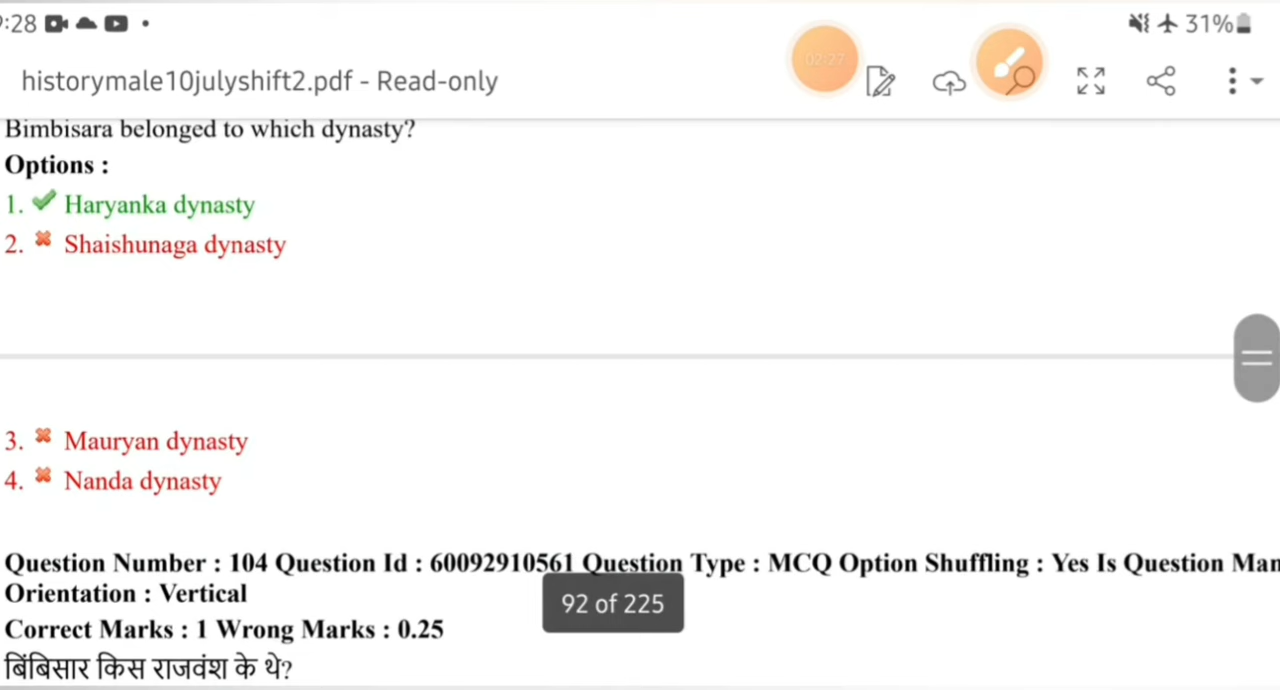 :28
31%
02:27
historymale10julyshift2.pdf - Read-only
Bimbisara belonged to which dynasty?
Options :
1. Haryanka dynasty
2. Shaishunaga dynasty
3. Mauryan dynasty
4. Nanda dynasty
Question Number : 104 Question Id : 60092910561 Question Type : MCQ Option Shuffling : Yes Is Question Man
Orientation : Vertical
92 of 225
Correct Marks : 1 Wrong Marks : 0.25
बिंबिसार किस राजवंश के थे?